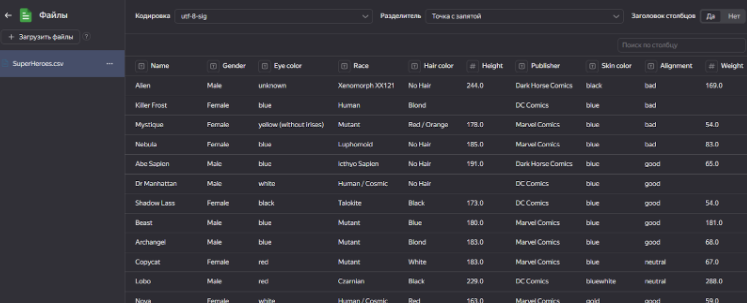 Файлы Кодировка utf-8-sig Разделитель Точка с запятой Заголовок столбцов Да Нет
+ Загрузить файлы ?
Поиск по столбцу
SuperHeroes.csv ...
Name Gender Eye color Race Hair color # Height Publisher Skin color Alignment # Weight
Alien Male unknown Xenomorph XX121 No Hair 244.0 Dark Horse Comics black bad 169.0
Killer Frost Female blue Human Blond DC Comics blue bad
Mystique Female yellow (without irises) Mutant Red / Orange 178.0 Marvel Comics blue bad 54.0
Nebula Female blue Luphomoid No Hair 185.0 Marvel Comics blue bad 83.0
Abe Sapien Male blue Icthyo Sapien No Hair 191.0 Dark Horse Comics blue good 65.0
Dr Manhattan Male white Human / Cosmic No Hair DC Comics blue good
Shadow Lass Female black Talokite Black 173.0 DC Comics blue good 54.0
Beast Male blue Mutant Blue 180.0 Marvel Comics blue good 181.0
Archangel Male blue Mutant Blond 183.0 Marvel Comics blue good 68.0
Copycat Female red Mutant White 183.0 Marvel Comics blue neutral 67.0
Lobo Male red Czarnian Black 229.0 DC Comics bluewhite neutral 288.0
Nova Female white Human / Cosmic Red 163.0 Marvel Comics gold good 59.0